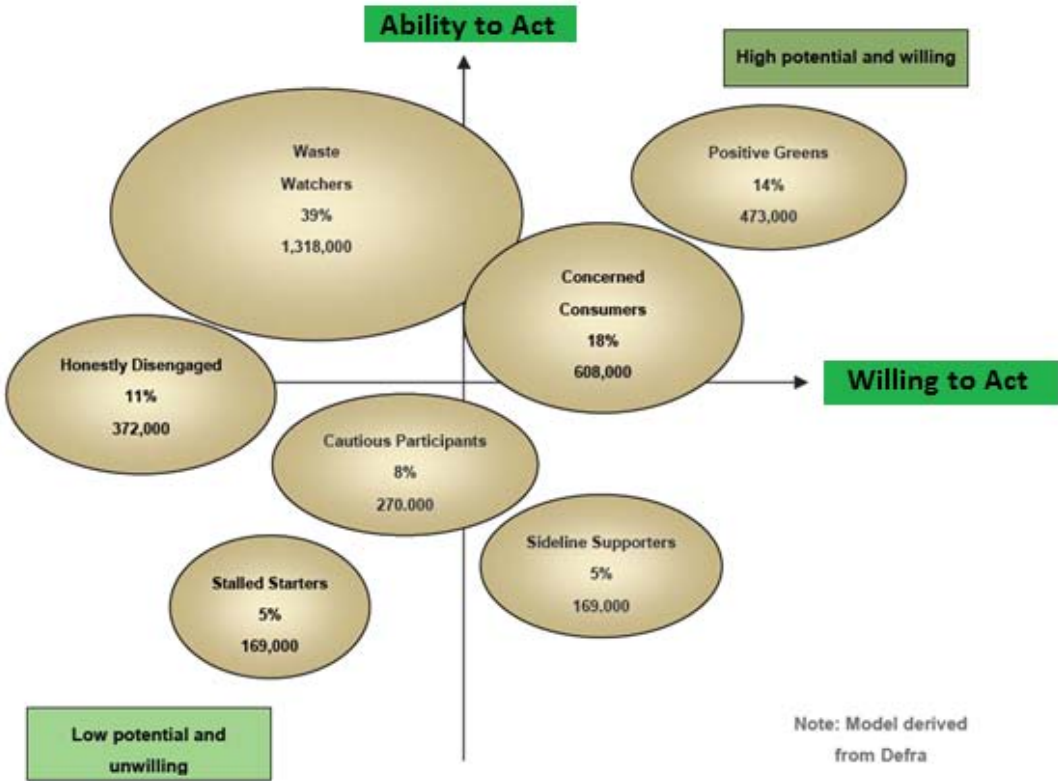 Ability to Act
High potential and willing
Waste
Watchers
39%
1,318,000
Positive Greens
14%
473,000
Concerned
Consumers
18%
608,000
Honestly Disengaged
11%
372,000
Willing to Act
Cautious Participants
8%
270.000
Sideline Supporters
5%
169.000
Stalled Starters
5%
169,000
Low potential and
unwilling
Note: Model derived
from Defra